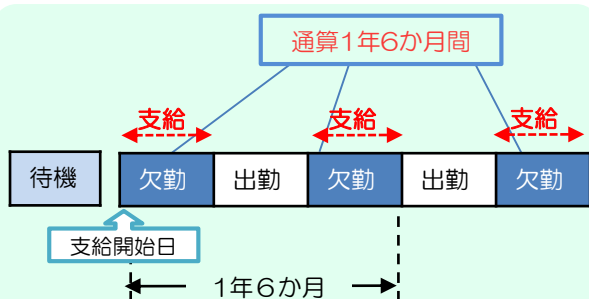 通算1年6か月間
支給 支給 支給
待機 欠勤 出勤 欠勤 出勤 欠勤
支給開始日
1年6か月